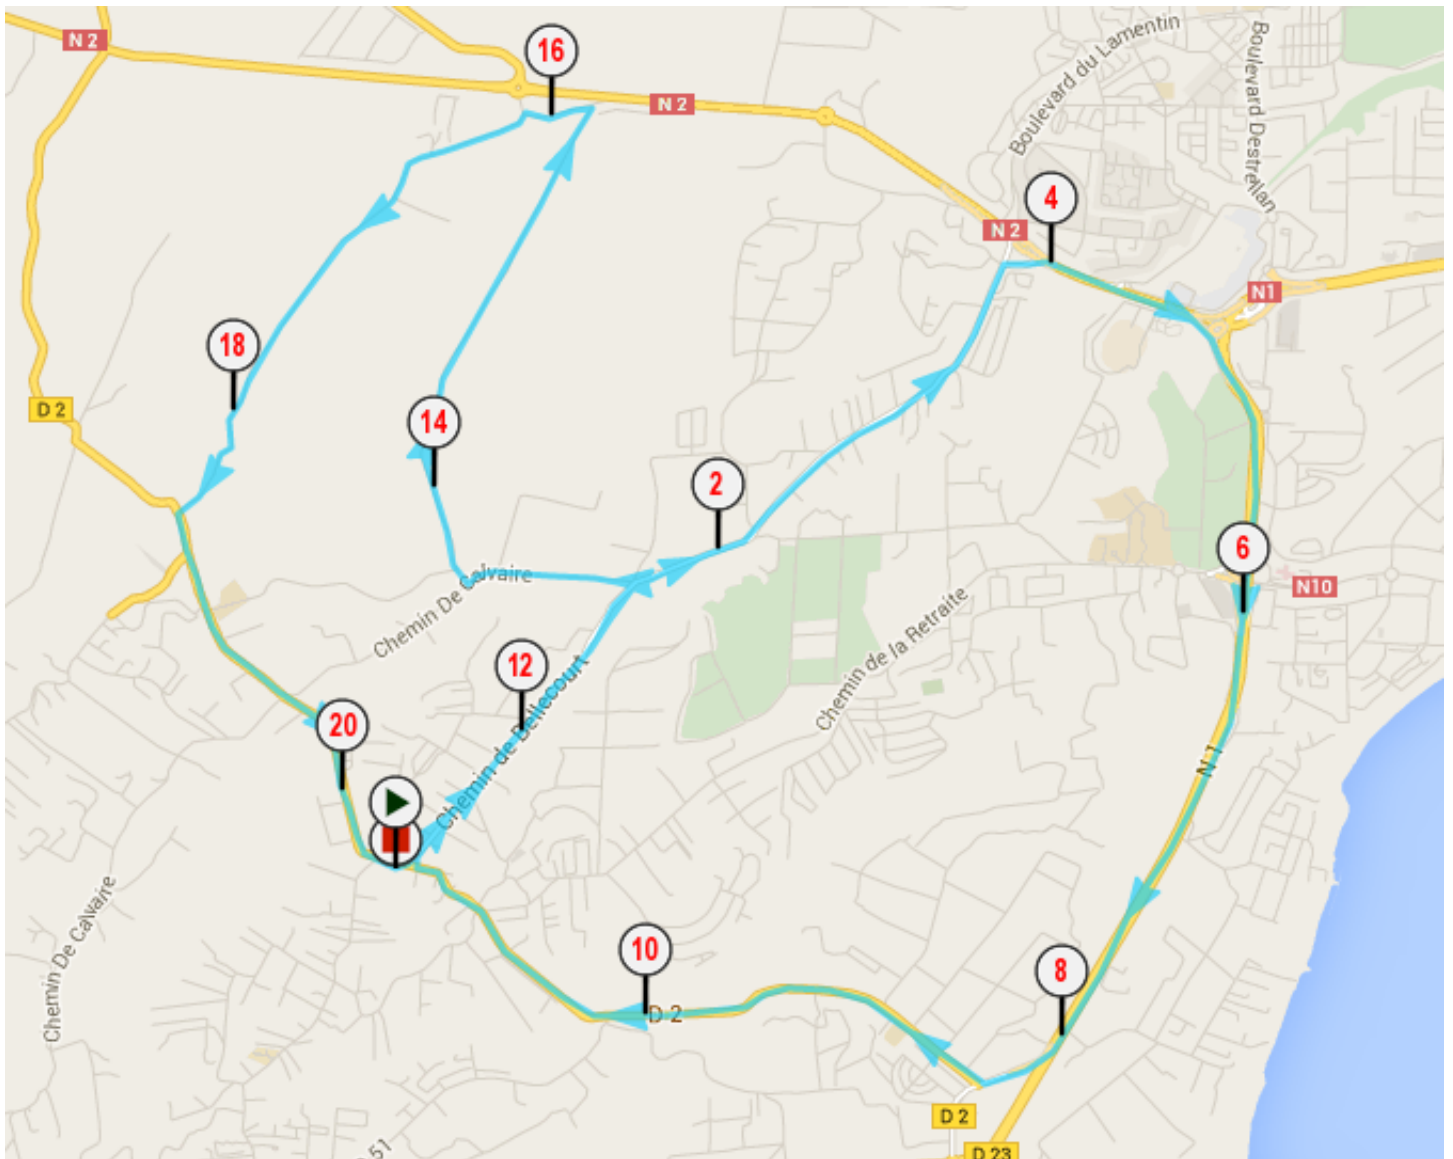 N 2
16
N 2
Boulevard du Lamentin
Boulevard Destrellan
4
N 2
N1
18
D 2
14
2
6
N10
Chemin De Calvaire
Chemin de la Retraite
12
Chemin de Bellecourt
20
N 1
Chemin De Calvaire
10
8
D 2
D 2
D 23